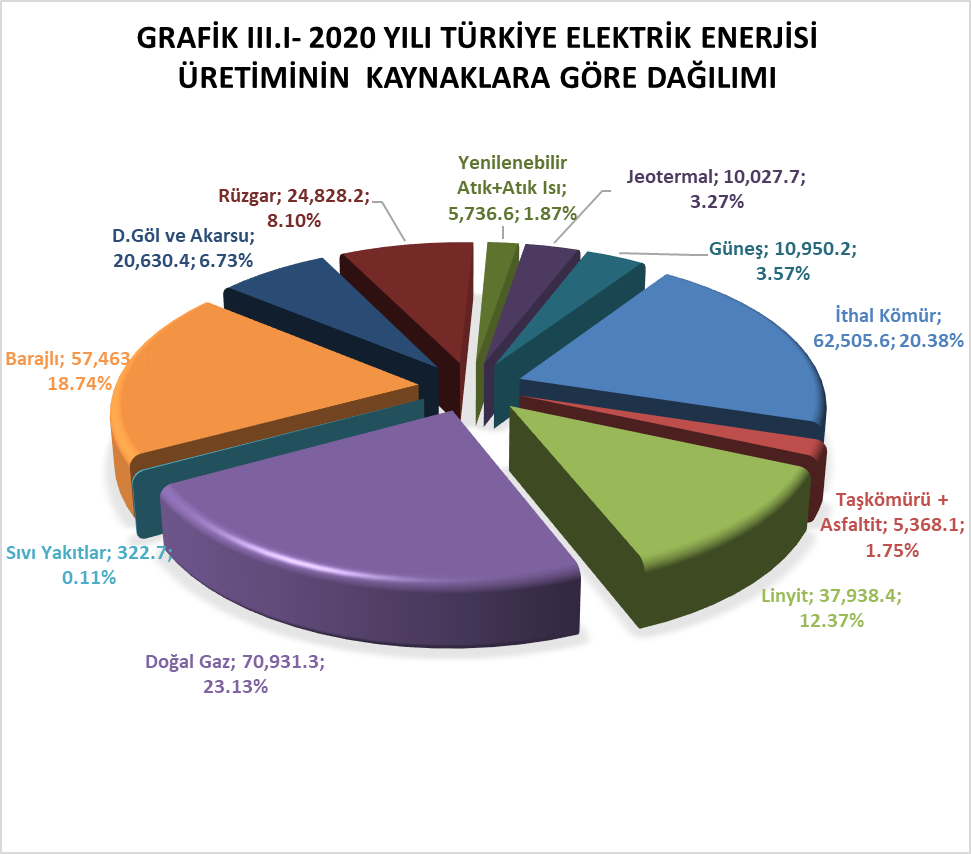 GRAFİK III.I- 2020 YILI TÜRKİYE ELEKTRİK ENERJİSİ
ÜRETİMİNİN KAYNAKLARA GÖRE DAĞILIMI
Yenilenebilir
Atık+Atık Isı;
5,736.6; 1.87%
Jeotermal; 10,027.7;
3.27%
Rüzgar; 24,828.2;
8.10%
D.Göl ve Akarsu;
20,630.4; 6.73%
Güneş; 10,950.2;
3.57%
İthal Kömür;
62,505.6; 20.38%
Barajlı; 57,463
18.74%
Taşkömürü +
Asfaltit; 5,368.1;
1.75%
Sıvı Yakıtlar; 322.7;
0.11%
Linyit; 37,938.4;
12.37%
Doğal Gaz; 70,931.3;
23.13%